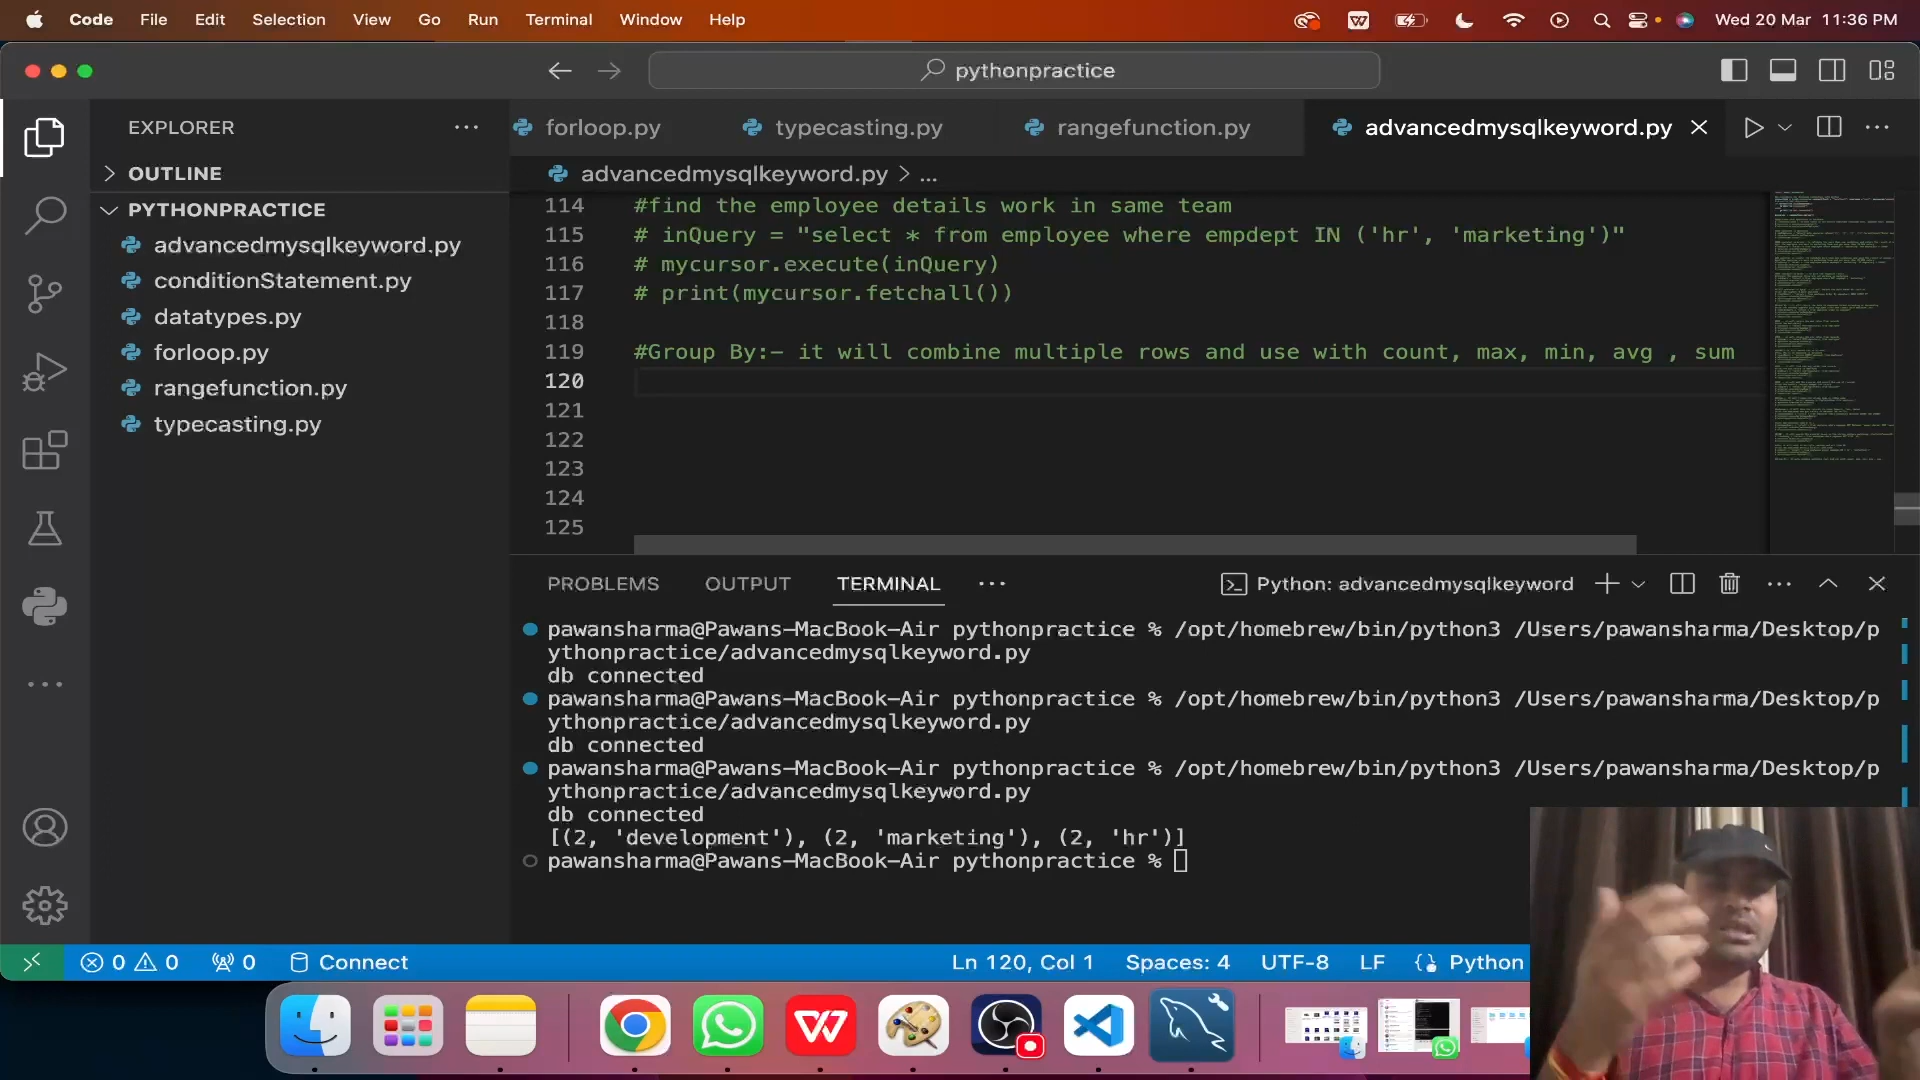 Code File Edit Selection View Go Run Terminal Window Help Wed 20 Mar 11:36 PM
pythonpractice
EXPLORER
OUTLINE
PYTHONPRACTICE
advancedmysqlkeyword.py
conditionStatement.py
datatypes.py
forloop.py
rangefunction.py
typecasting.py
forloop.py typecasting.py rangefunction.py advancedmysqlkeyword.py
advancedmysqlkeyword.py > ...
114 #find the employee details work in same team
115 # inQuery = "select * from employee where empdept IN ('hr', 'marketing')"
116 # mycursor.execute(inQuery)
117 # print(mycursor.fetchall())
118
119 #Group By:- it will combine multiple rows and use with count, max, min, avg , sum
120
121
122
123
124
125
PROBLEMS OUTPUT TERMINAL Python: advancedmysqlkeyword
pawansharma@Pawans-MacBook-Air pythonpractice % /opt/homebrew/bin/python3 /Users/pawansharma/Desktop/p
ythonpractice/advancedmysqlkeyword.py
db connected
pawansharma@Pawans-MacBook-Air pythonpractice % /opt/homebrew/bin/python3 /Users/pawansharma/Desktop/p
ythonpractice/advancedmysqlkeyword.py
db connected
pawansharma@Pawans-MacBook-Air pythonpractice % /opt/homebrew/bin/python3 /Users/pawansharma/Desktop/p
ythonpractice/advancedmysqlkeyword.py
db connected
[(2, 'development'), (2, 'marketing'), (2, 'hr')]
pawansharma@Pawans-MacBook-Air pythonpractice %
0 0 0 Connect Ln 120, Col 1 Spaces: 4 UTF-8 LF Python